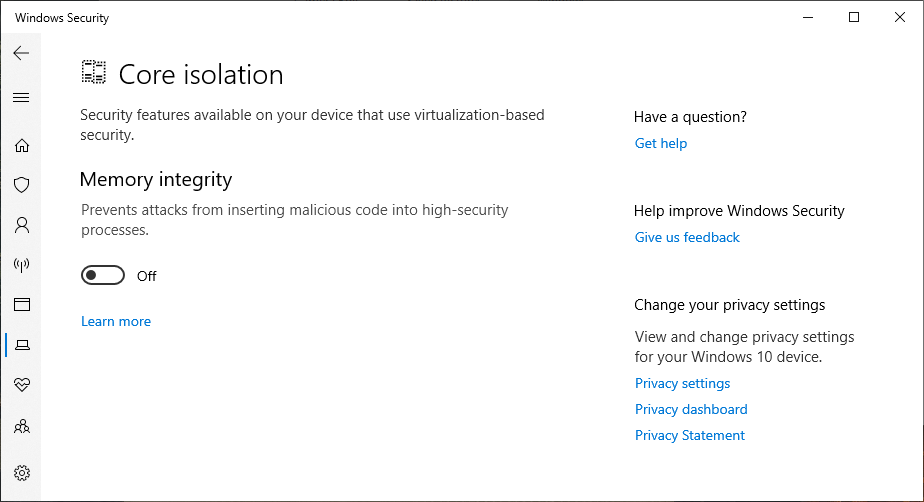 Windows Security
Core isolation
Security features available on your device that use virtualization-based
security.
Memory integrity
Prevents attacks from inserting malicious code into high-security
processes.
Off
Learn more
Have a question?
Get help
Help improve Windows Security
Give us feedback
Change your privacy settings
View and change privacy settings
for your Windows 10 device.
Privacy settings
Privacy dashboard
Privacy Statement